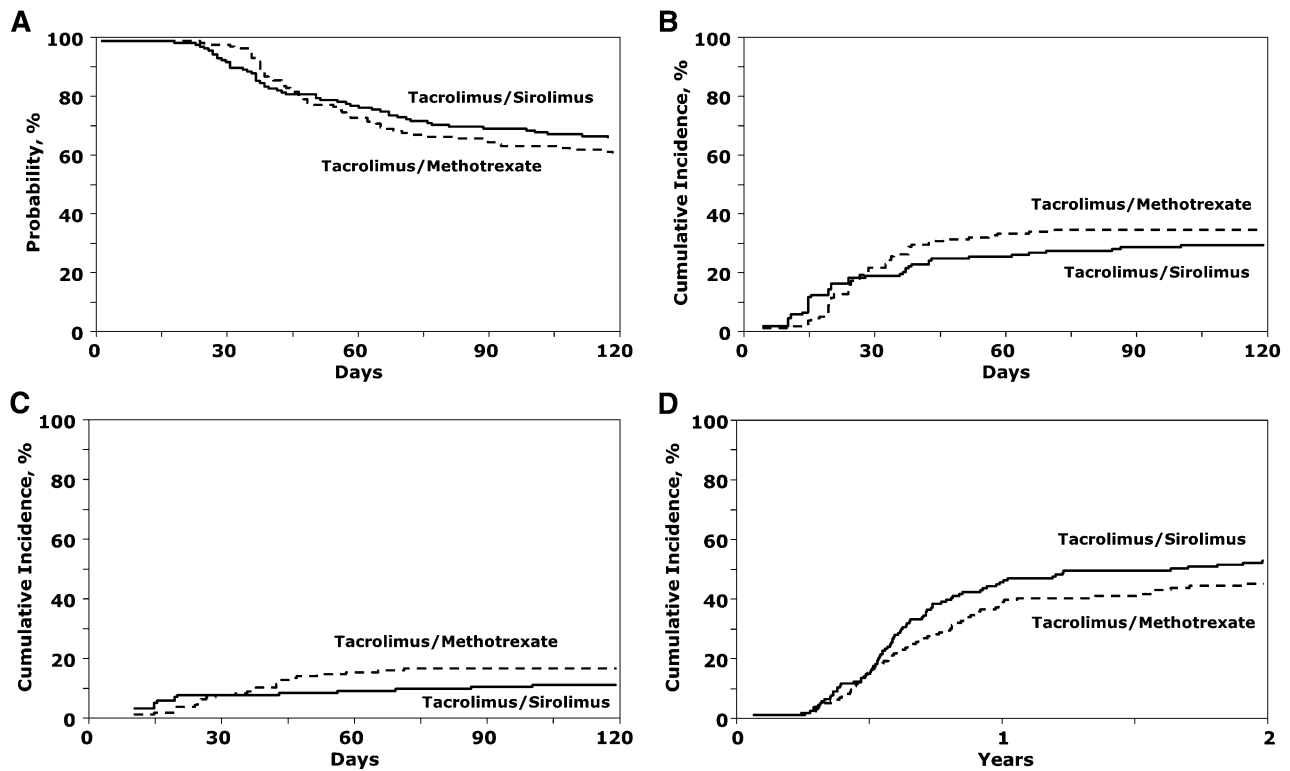 A
100
80
60
40
20
0
Probability, %
Tacrolimus/Sirolimus
Tacrolimus/Methotrexate
0 30 60 90 120
Days
B
100
80
60
40
20
0
Cumulative Incidence, %
Tacrolimus/Methotrexate
Tacrolimus/Sirolimus
0 30 60 90 120
Days
C
100
80
60
40
20
0
Cumulative Incidence, %
Tacrolimus/Methotrexate
Tacrolimus/Sirolimus
0 30 60 90 120
Days
D
100
80
60
40
20
0
Cumulative Incidence, %
Tacrolimus/Sirolimus
Tacrolimus/Methotrexate
0 1 2
Years